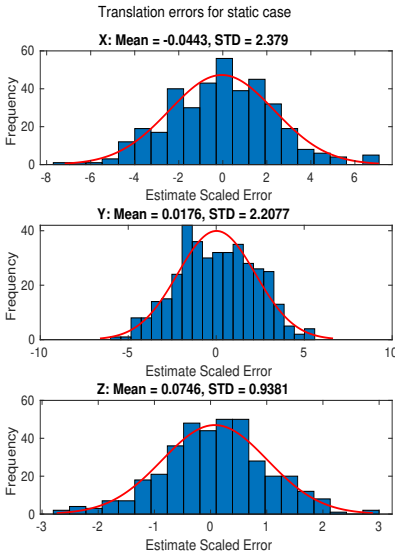 Translation errors for static case
X: Mean = -0.0443, STD = 2.379
60
40
20
0
Frequency
-8 -6 -4 -2 0 2 4 6
Estimate Scaled Error
Y: Mean = 0.0176, STD = 2.2077
40
20
0
Frequency
-10 -5 0 5 10
Estimate Scaled Error
Z: Mean = 0.0746, STD = 0.9381
60
40
20
0
Frequency
-3 -2 -1 0 1 2 3
Estimate Scaled Error